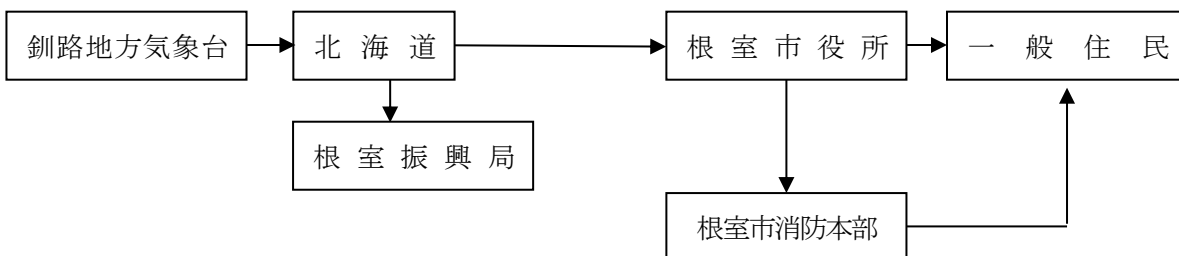 釧路地方気象台
北海道
根室市役所
一般住民
根室振興局
根室市消防本部